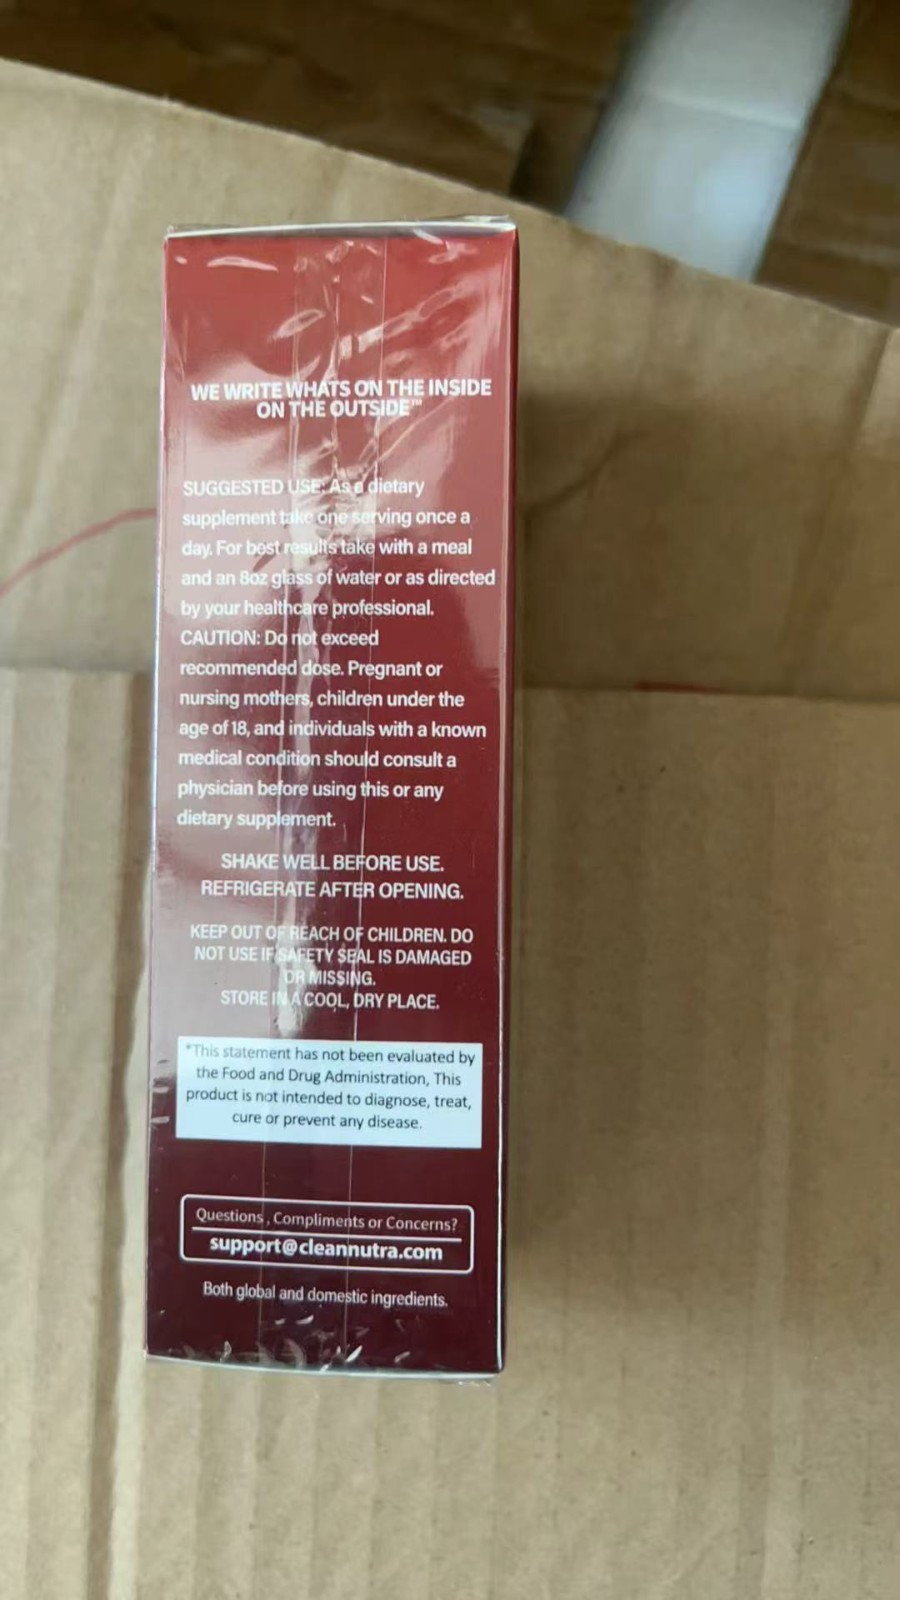 WE WRITE WHATS ON THE INSIDE
ON THE OUTSIDE™
SUGGESTED USE: As a dietary
supplement take one serving once a
day. For best results take with a meal
and an 8oz glass of water or as directed
by your healthcare professional.
CAUTION: Do not exceed
recommended dose. Pregnant or
nursing mothers, children under the
age of 18, and individuals with a known
medical condition should consult a
physician before using this or any
dietary supplement.
SHAKE WELL BEFORE USE.
REFRIGERATE AFTER OPENING.
KEEP OUT OF REACH OF CHILDREN. DO
NOT USE IF SAFETY SEAL IS DAMAGED
OR MISSING.
STORE IN A COOL, DRY PLACE.
*This statement has not been evaluated by
the Food and Drug Administration, This
product is not intended to diagnose, treat,
cure or prevent any disease.
Questions , Compliments or Concerns?
support@cleannutra.com
Both global and domestic ingredients.